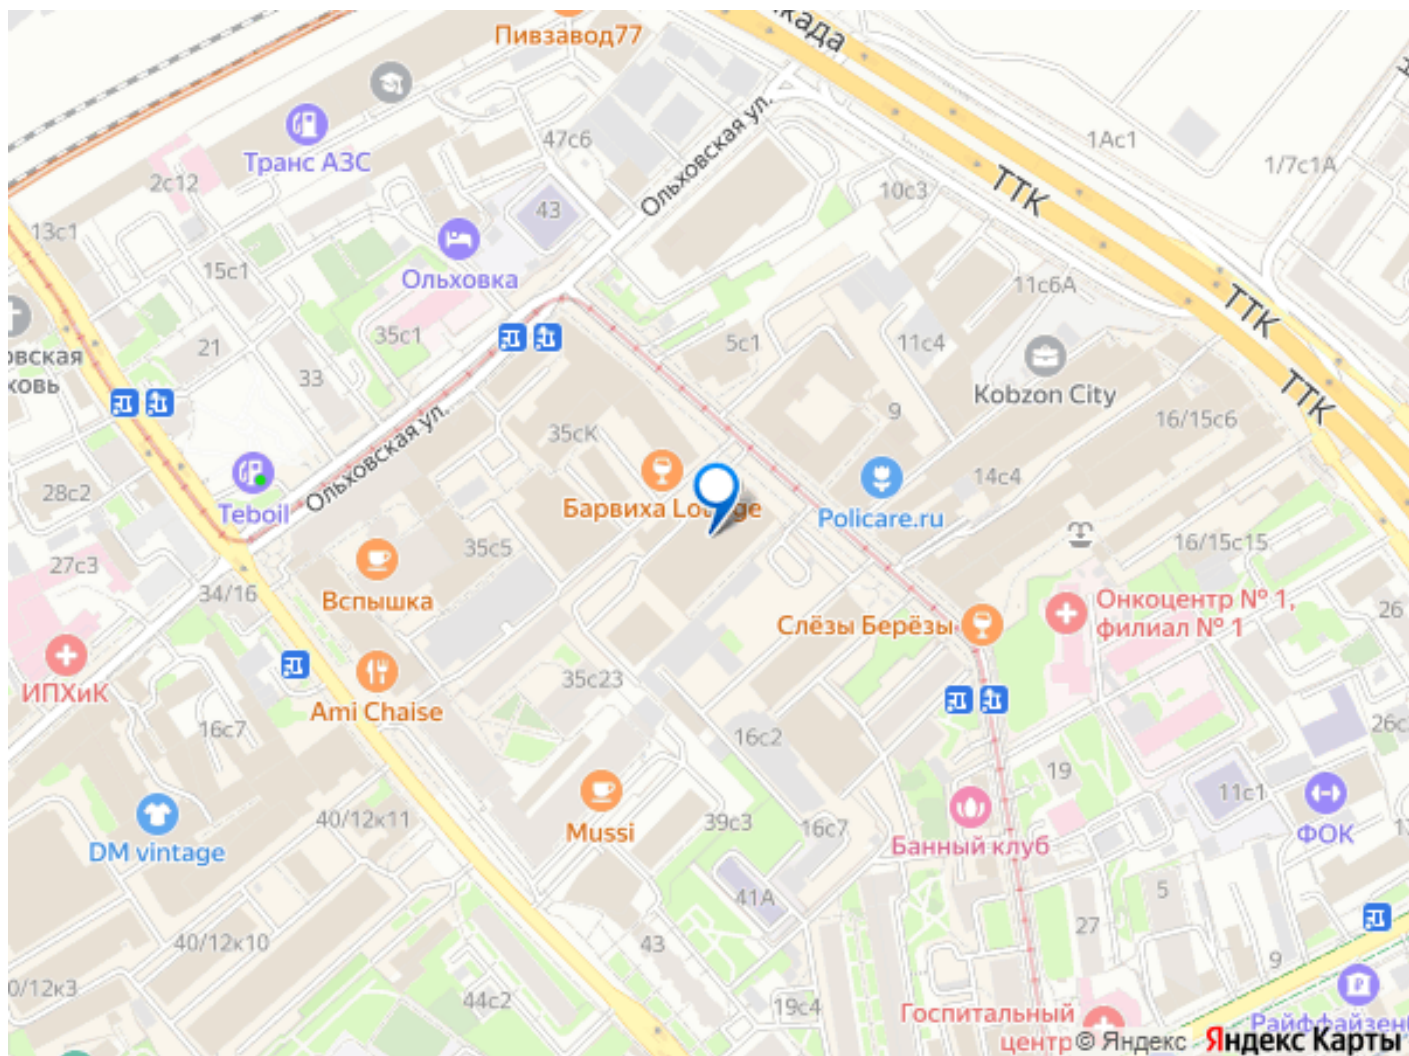 Пивзавод77
Транс АЗС
47с6
Ольховская ул.
1Ас1
1/7с1А
2с12
10с3
ТТК
13с1
43
15с1
Ольховка
11с6А
ТТК
35с1
21
5с1
11с4
33
Kobzon City
ТТК
9
16/15с6
Ольховская ул.
35сК
28с2
Teboil
Барвиха
Policare.ru
14с4
35с5
16/15с15
27с3
34/16
Вспышка
Слёзы Берёзы
Онкоцентр № 1,
филиал № 1
26
ИПХиК
35с23
Ami Chaise
16с7
16с2
19
11с1
DM vintage
40/12к11
Mussi
39с3
16с7
Банный клуб
ФОК
41А
5
27
40/12к10
43
9
0/12к3
44с2
19с4
Госпитальный
центр
© Яндекс
Яндекс Карты